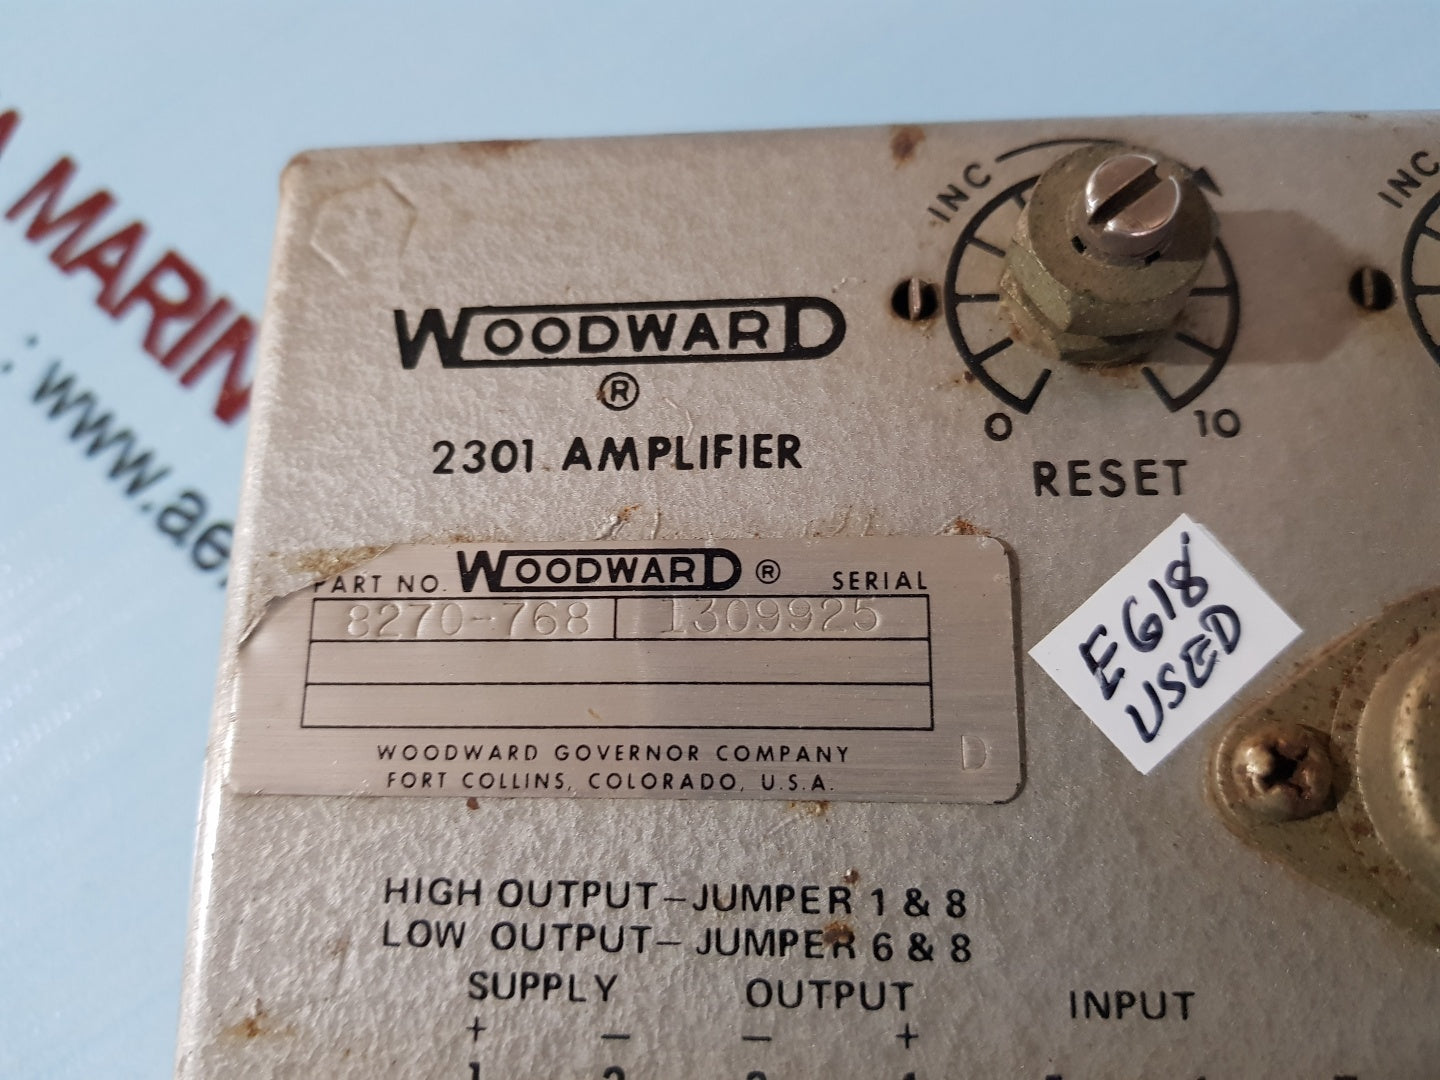 MARIN
: www.ae
WOODWARD
®
2301 AMPLIFIER
INC
0 10
RESET
INC
PART NO. WOODWARD ® SERIAL
8270-768 1309925
WOODWARD GOVERNOR COMPANY D
FORT COLLINS, COLORADO, U.S.A.
EG18
USED
HIGH OUTPUT-JUMPER 1 & 8
LOW OUTPUT-JUMPER 6 & 8
SUPPLY OUTPUT INPUT
+ - - +